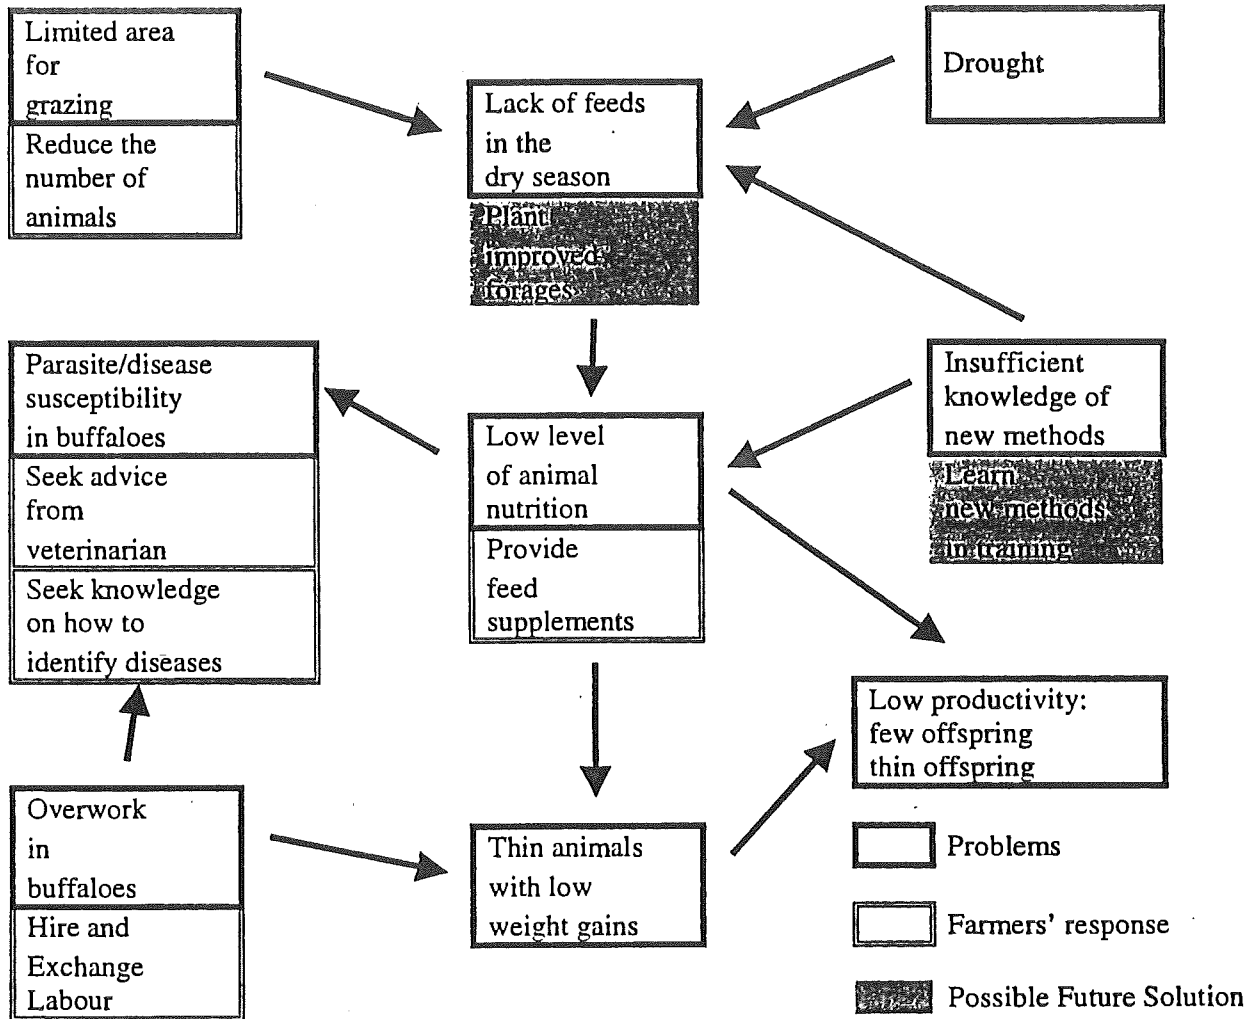 Limited area
for
grazing
Reduce the
number of
animals
Lack of feeds
in the
dry season
Plant
improved
forages
Drought
Parasite/disease
susceptibility
in buffaloes
Seek advice
from
veterinarian
Seek knowledge
on how to
identify diseases
Low level
of animal
nutrition
Provide
feed
supplements
Insufficient
knowledge of
new methods
Learn
new methods
in training
Overwork
in
buffaloes
Hire and
Exchange
Labour
Thin animals
with low
weight gains
Low productivity:
few offspring
thin offspring
Problems
Farmers' response
Possible Future Solution